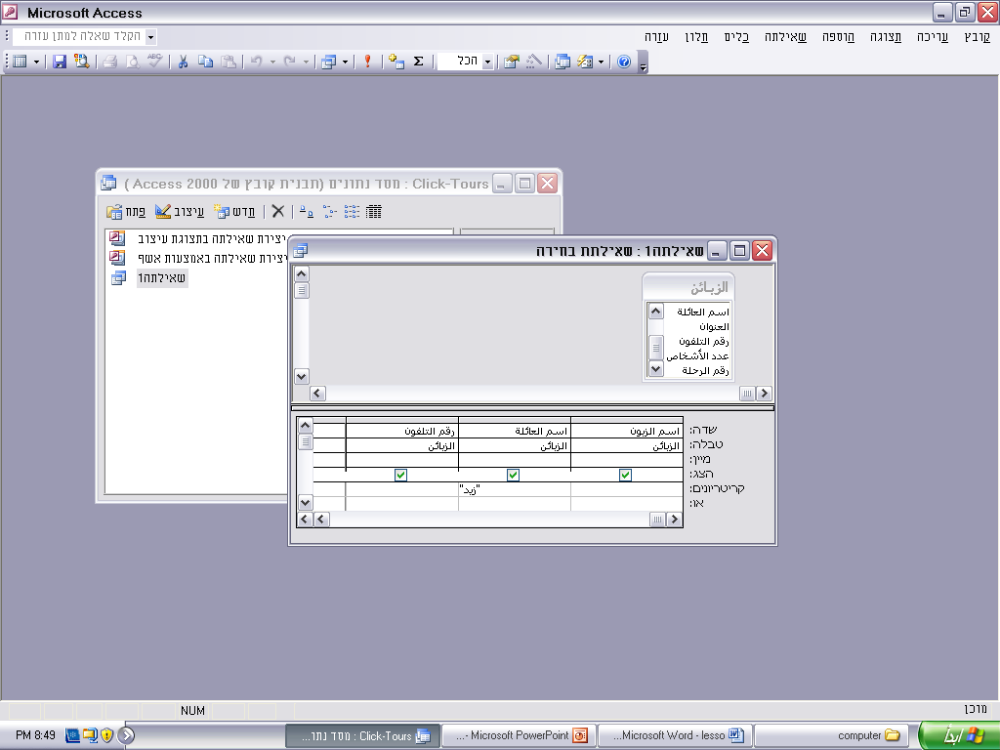 Microsoft Access
קובץ עריכה תצוגה הוספה שאילתה כלים חלון עזרה
הקלד שאלה למתן עזרה
הכל
Click-Tours : מסד נתונים (תבנית קובץ של Access 2000 )
פתח עיצוב חדש
יצירת שאילתה בתצוגת עיצוב
יצירת שאילתה באמצעות אשף
שאילתה1
שאילתה1 : שאילתת בחירה
الزبائن
اسم العائلة
العنوان
رقم التلفون
عدد الأشخاص
رقم الرحلة
שדה: اسم الزبون اسم العائلة رقم التلفون
טבלה: الزبائن الزبائن الزبائن
מיין:
הצג:
קריטריונים: "زيد"
או:
מוכן
NUM
ابدأ
computer
Microsoft Word - lesso...
Microsoft PowerPoint -...
Click-Tours : מסד נתו...
PM 8:49